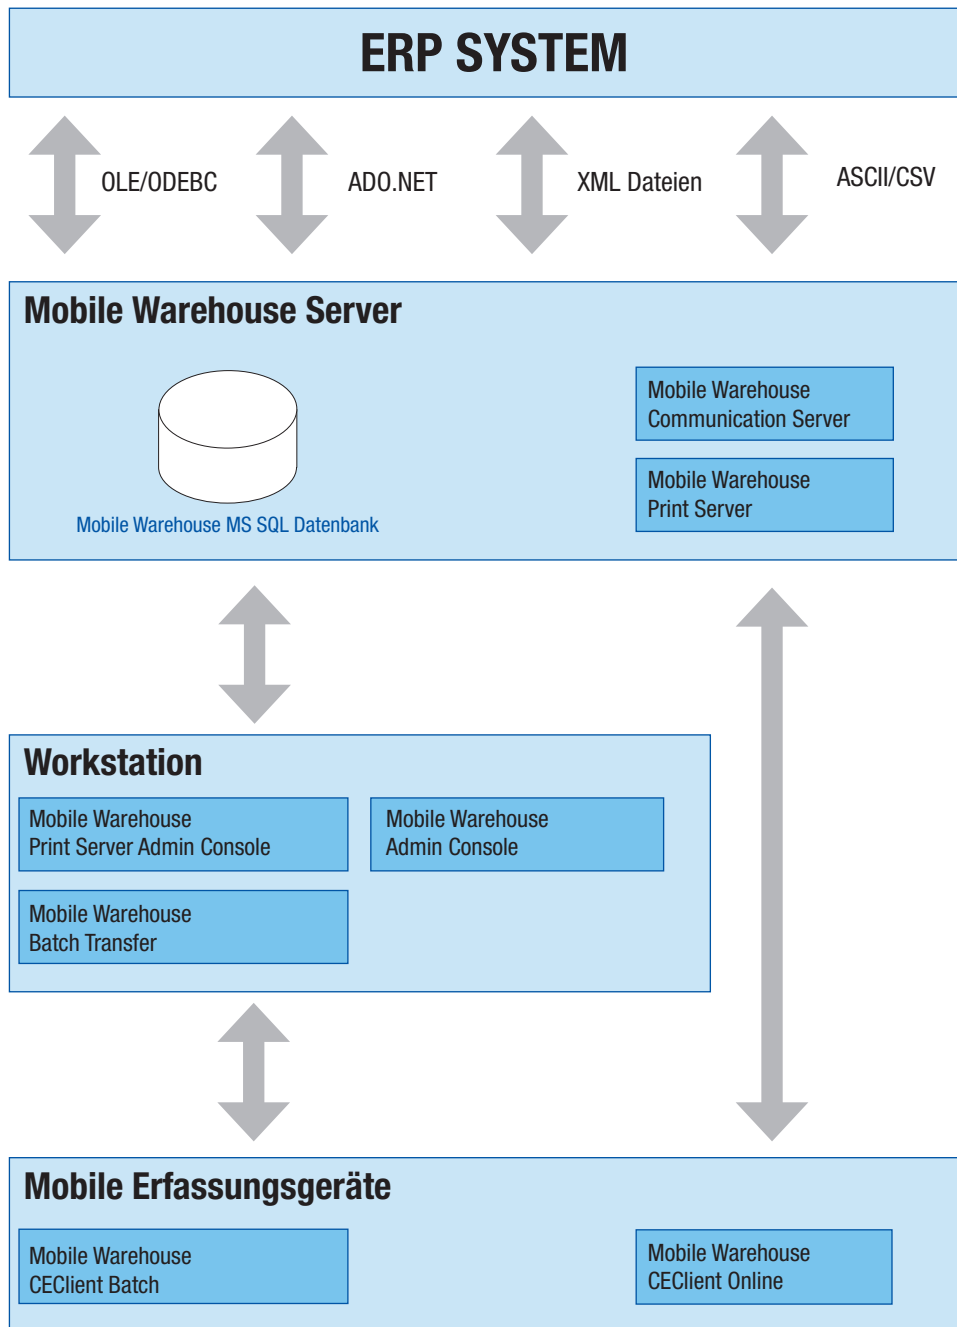 ERP SYSTEM
OLE/ODEBC
ADO.NET
XML Dateien
ASCII/CSV
Mobile Warehouse Server
Mobile Warehouse
Communication Server
Mobile Warehouse
Print Server
Mobile Warehouse MS SQL Datenbank
Workstation
Mobile Warehouse
Print Server Admin Console
Mobile Warehouse
Admin Console
Mobile Warehouse
Batch Transfer
Mobile Erfassungsgeräte
Mobile Warehouse
CEClient Batch
Mobile Warehouse
CEClient Online